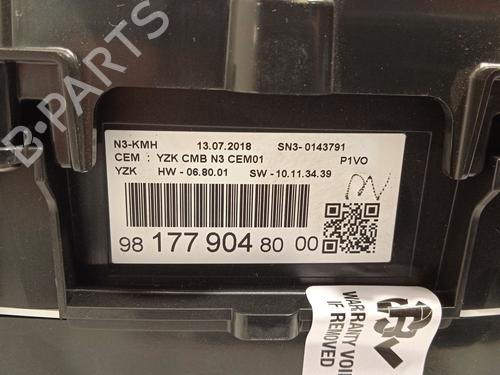 B-PARTS
N3-KMH 13.07.2018 SN3- 0143791
CEM : YZK CMB N3 CEM01 P1VO
YZK HW - 06.80.01 SW - 10.11.34.39
98 177 904 80 00
WARRANTY VOID
IF REMOVED